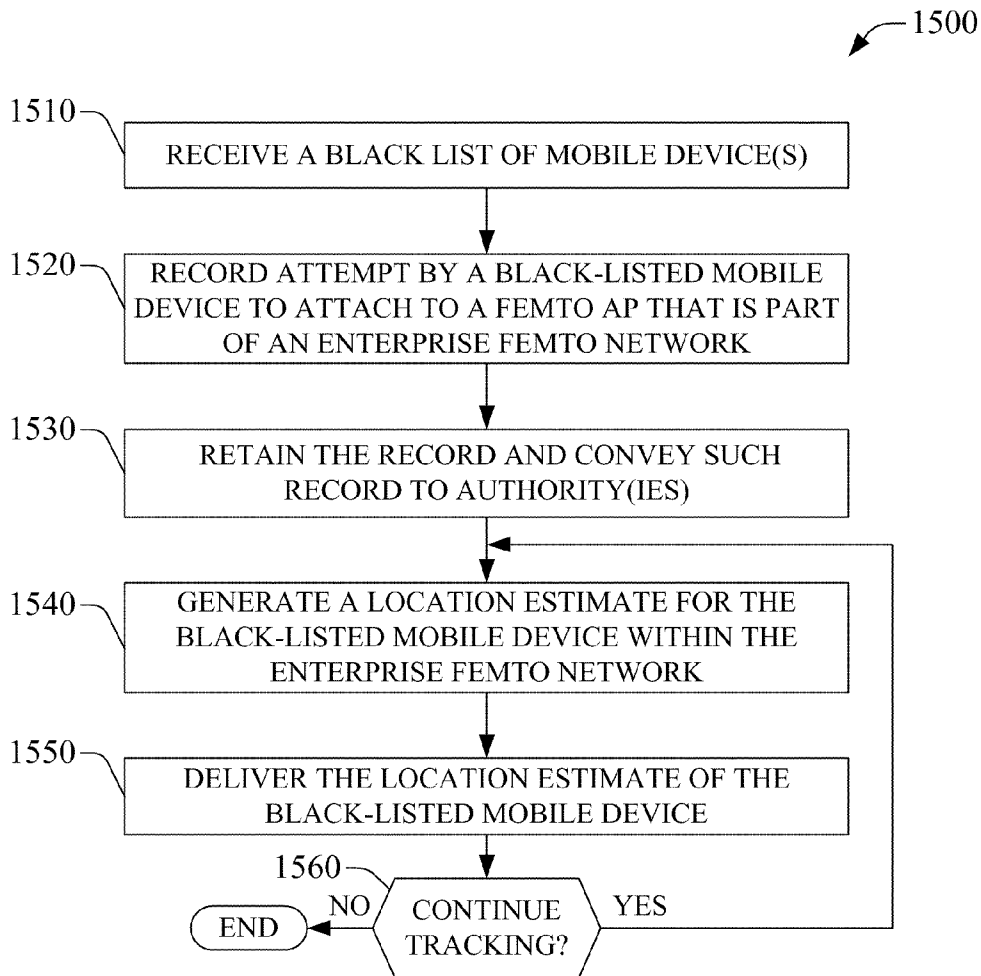 1500
1510
RECEIVE A BLACK LIST OF MOBILE DEVICE(S)
1520
RECORD ATTEMPT BY A BLACK-LISTED MOBILE
DEVICE TO ATTACH TO A FEMTO AP THAT IS PART
OF AN ENTERPRISE FEMTO NETWORK
1530
RETAIN THE RECORD AND CONVEY SUCH
RECORD TO AUTHORITY(IES)
1540
GENERATE A LOCATION ESTIMATE FOR THE
BLACK-LISTED MOBILE DEVICE WITHIN THE
ENTERPRISE FEMTO NETWORK
1550
DELIVER THE LOCATION ESTIMATE OF THE
BLACK-LISTED MOBILE DEVICE
1560
END
NO
CONTINUE
TRACKING?
YES